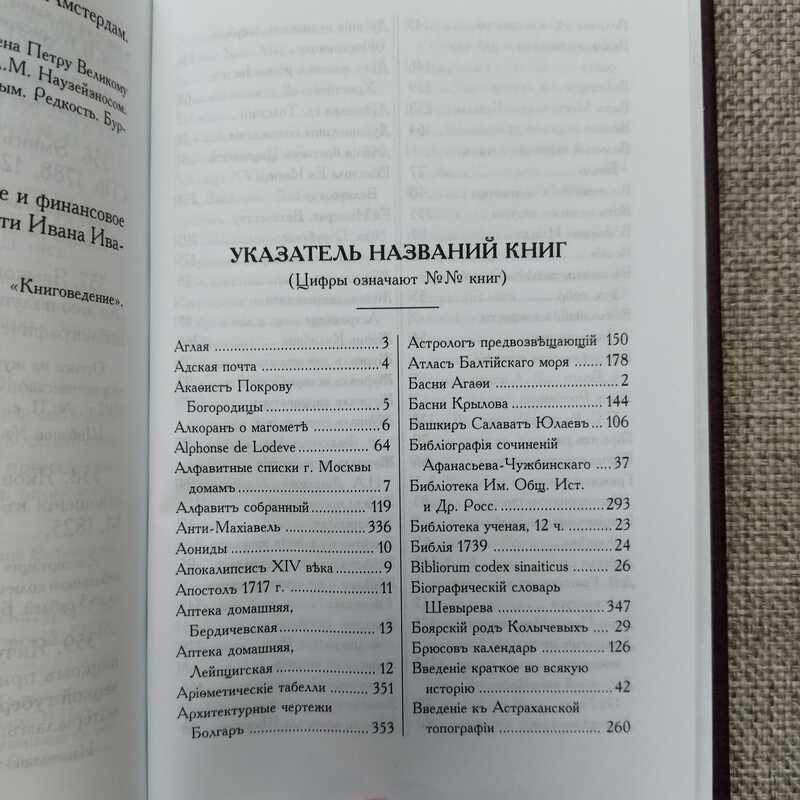 Амстердам.
ена Петру Великому
.М. Наузейзносом.
ым. Редкость. Бур-
е и финансовое
ти Ивана Ива-
«Книговедение».
УКАЗАТЕЛЬ НАЗВАНИЙ КНИГ
(Цифры означают №№ книг)
Аглая ........ 3
Адская почта ........ 4
Акаѳистъ Покрову
Богородицы ........ 5
Алкоранъ о магометѣ ........ 6
Alphonse de Lodeve ........ 64
Алфавитные списки г. Москвы
домамъ ........ 7
Алфавитъ собранный ........ 119
Анти-Махіавель ........ 336
Аониды ........ 10
Апокалипсисъ XIV вѣка ........ 9
Апостолъ 1717 г. ........ 11
Аптека домашняя,
Бердичевская ........ 13
Аптека домашняя,
Лейпцигская ........ 12
Аріѳметическіе табелли ........ 351
Архитектурные чертежи
Болгаръ ........ 353
Астрологъ предвозвѣщающій 150
Атласъ Балтійскаго моря ....... 178
Басни Агаѳи ........ 2
Басни Крылова ........ 144
Башкиръ Салаватъ Юлаевъ .. 106
Библіографія сочиненій
Афанасьева-Чужбинскаго .... 37
Библіотека Им. Общ. Ист.
и Др. Росс. ........ 293
Библіотека ученая, 12 ч. ........ 23
Библія 1739 ........ 24
Bibliorum codex sinaiticus ........ 26
Біографическій словарь
Шевырева ........ 347
Боярскій родъ Колычевыхъ ... 29
Брюсовъ календарь ........ 126
Введеніе краткое во всякую
исторію ........ 42
Введеніе къ Астраханской
топографіи ........ 260